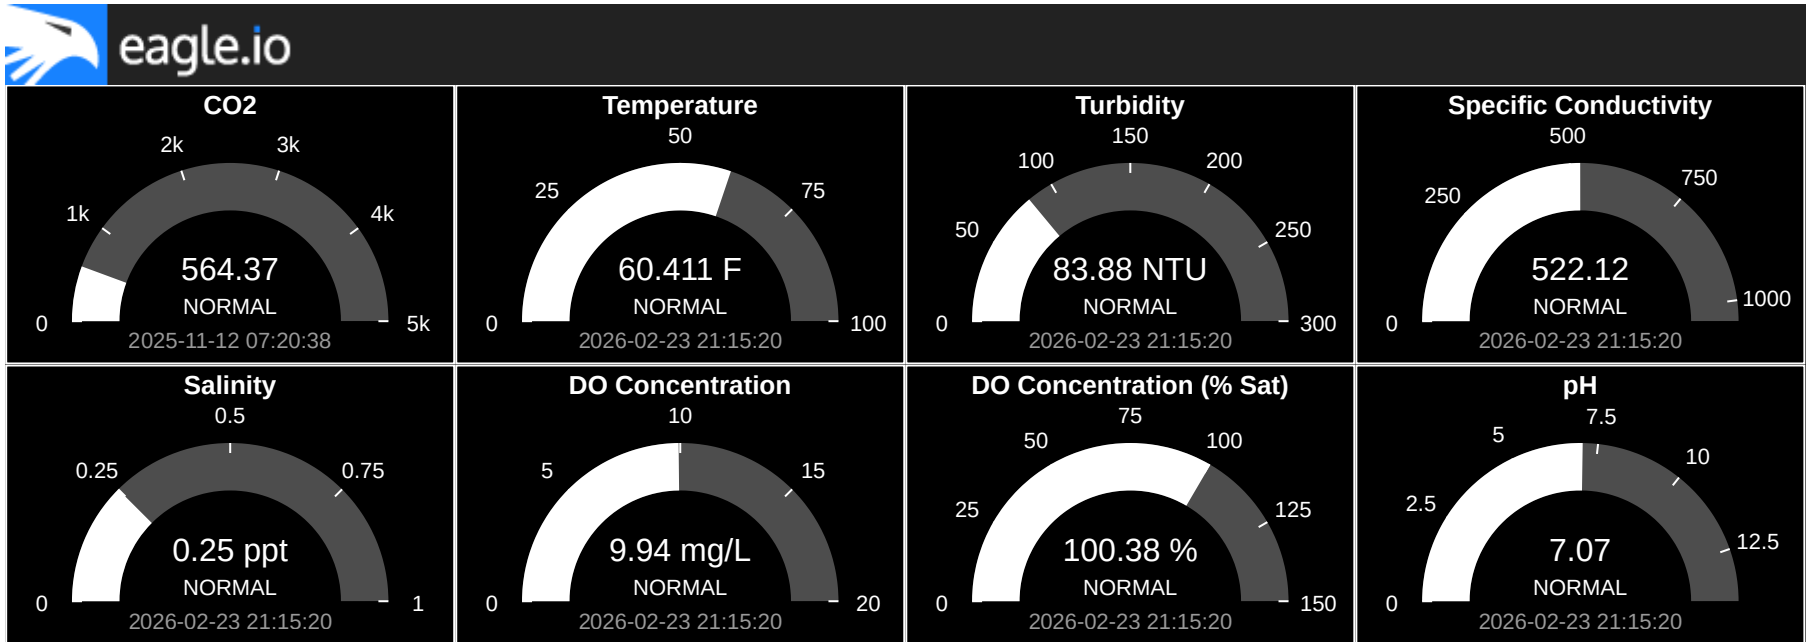 eagle.io
CO2
0
1k
2k
3k
4k
5k
564.37
NORMAL
2025-11-12 07:20:38
Temperature
0
25
50
75
100
60.411 F
NORMAL
2026-02-23 21:15:20
Turbidity
0
50
100
150
200
250
300
83.88 NTU
NORMAL
2026-02-23 21:15:20
Specific Conductivity
0
250
500
750
1000
522.12
NORMAL
2026-02-23 21:15:20
Salinity
0
0.25
0.5
0.75
1
0.25 ppt
NORMAL
2026-02-23 21:15:20
DO Concentration
0
5
10
15
20
9.94 mg/L
NORMAL
2026-02-23 21:15:20
DO Concentration (% Sat)
0
25
50
75
100
125
150
100.38 %
NORMAL
2026-02-23 21:15:20
pH
0
2.5
5
7.5
10
12.5
7.07
NORMAL
2026-02-23 21:15:20